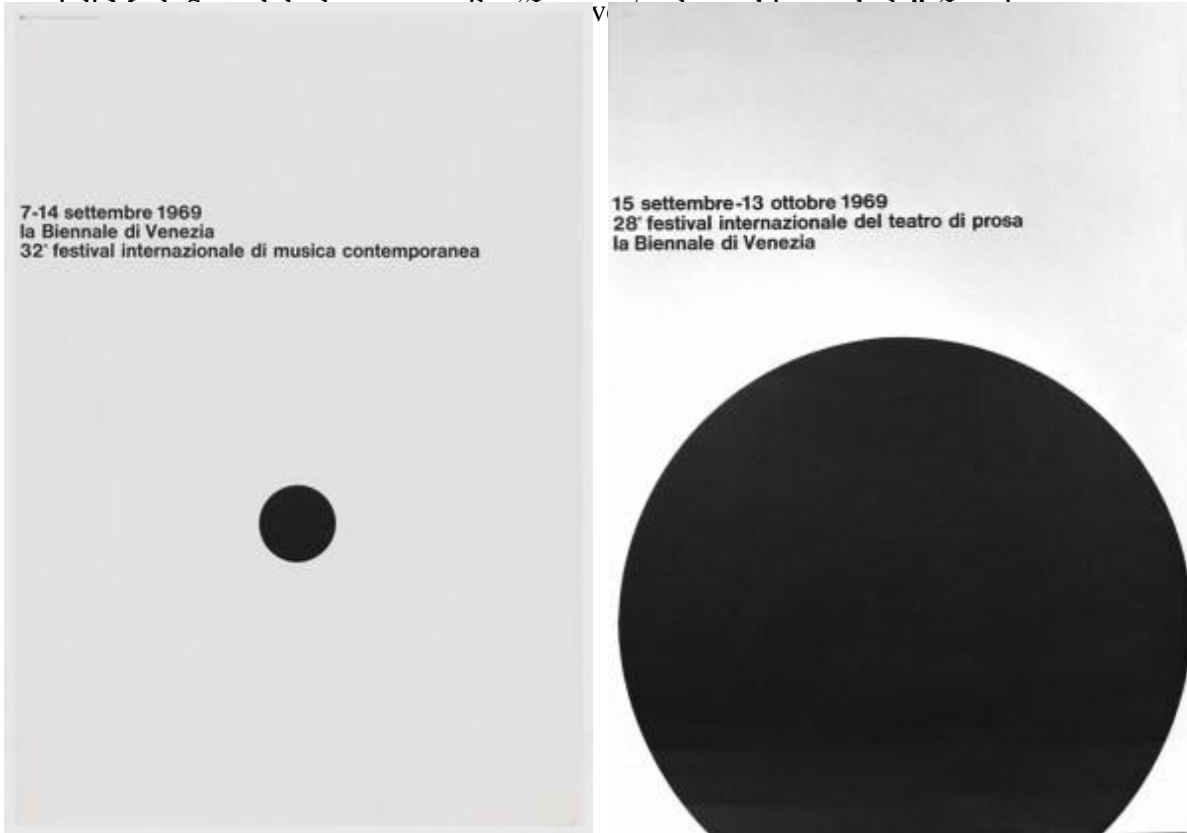 7-14 settembre 1969
la Biennale di Venezia
32° festival internazionale di musica contemporanea
15 settembre-13 ottobre 1969
28° festival internazionale del teatro di prosa
la Biennale di Venezia